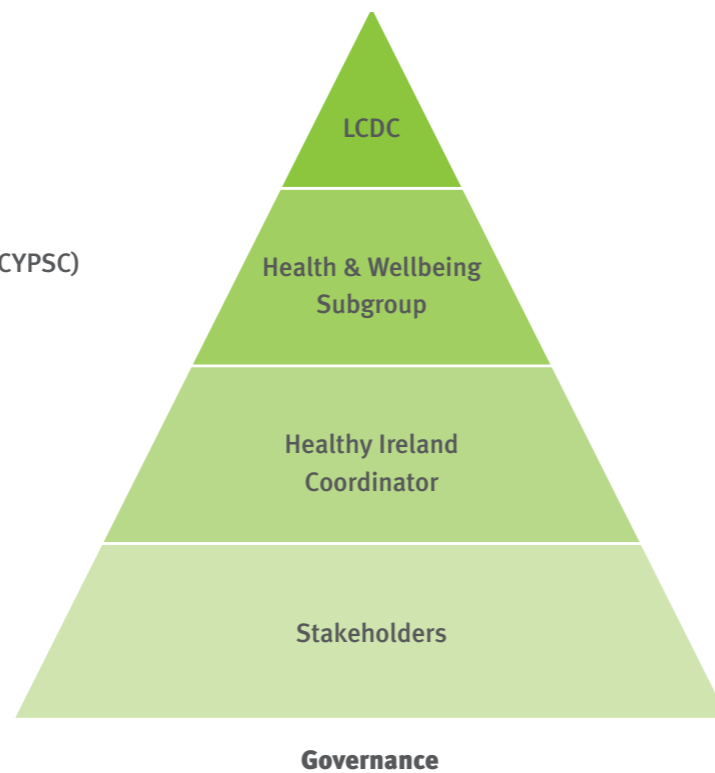 LCDC
CYPSC)
Health & Wellbeing
Subgroup
Healthy Ireland
Coordinator
Stakeholders
Governance